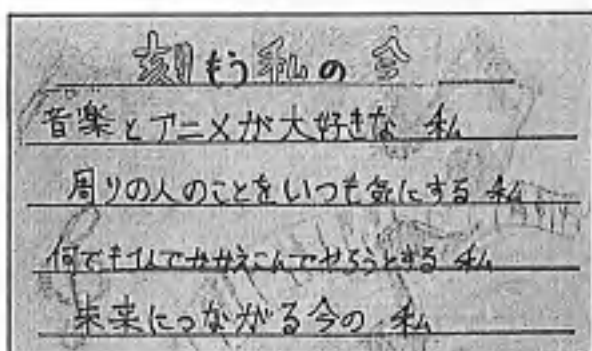 刻もう私の今
音楽とアニメが大好きな 私
周りの人のことをいつも気にする 私
何でも1人でかかえこんでやろうとする 私
未来につながる今の 私